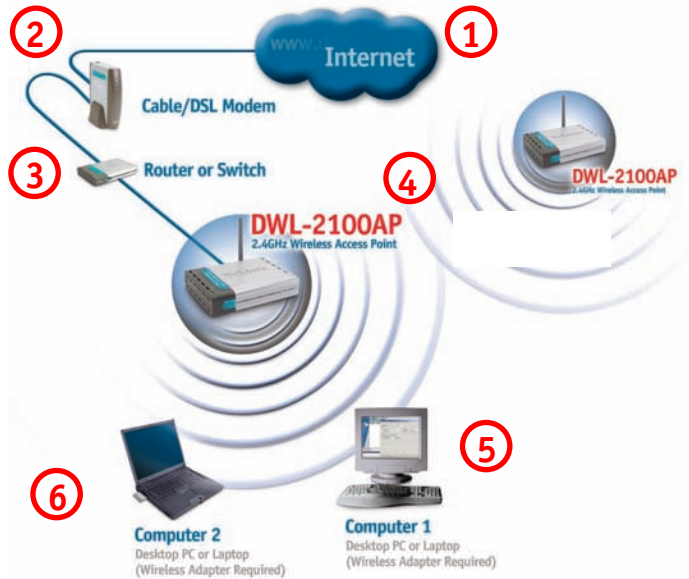 2
1
www.
Internet
Cable/DSL Modem
3
Router or Switch
4
DWL-2100AP
2.4GHz Wireless Access Point
DWL-2100AP
2.4GHz Wireless Access Point
D-Link
5
6
Computer 2
Desktop PC or Laptop
(Wireless Adapter Required)
Computer 1
Desktop PC or Laptop
(Wireless Adapter Required)